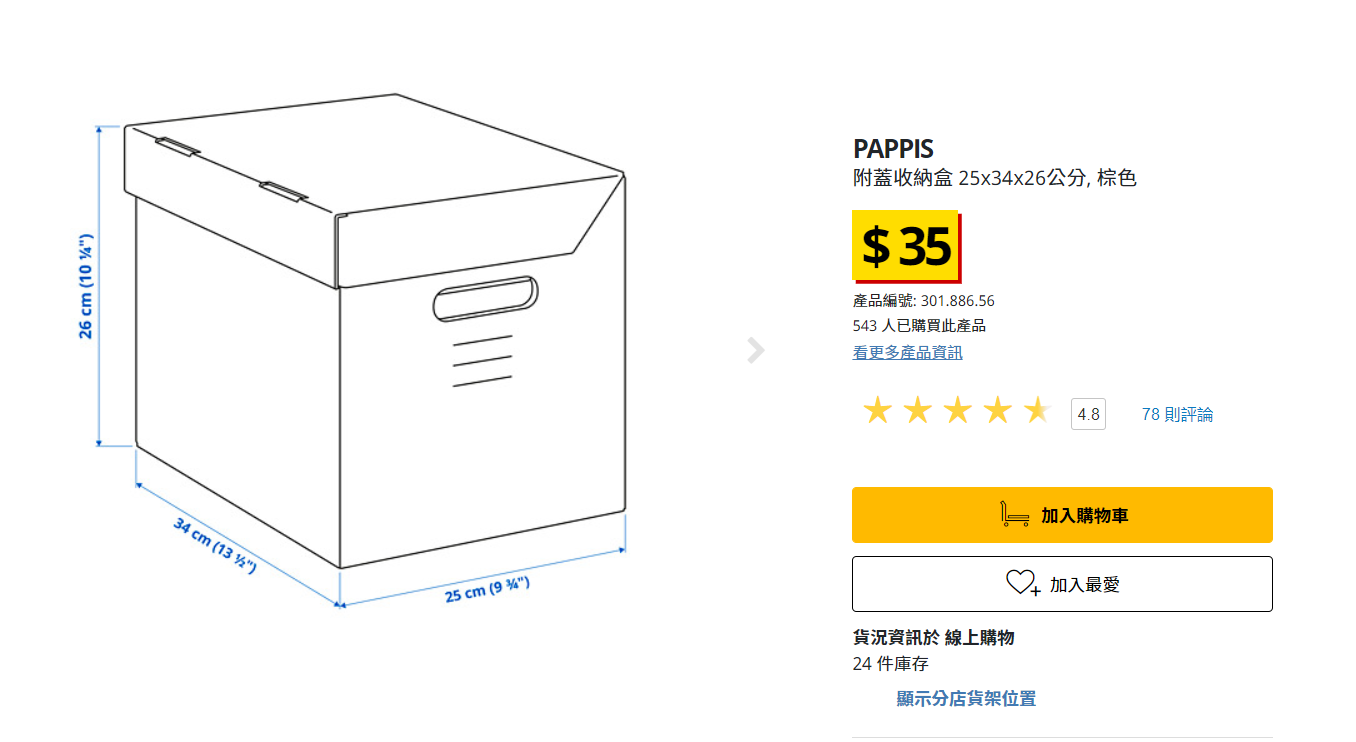 26 cm (10 ¼")
34 cm (13 ½")
25 cm (9 ¾")
PAPPIS
附蓋收納盒 25x34x26公分, 棕色
$ 35
產品編號: 301.886.56
543 人已購買此產品
看更多產品資訊
4.8
78 則評論
加入購物車
加入最愛
貨況資訊於 線上購物
24 件庫存
顯示分店貨架位置